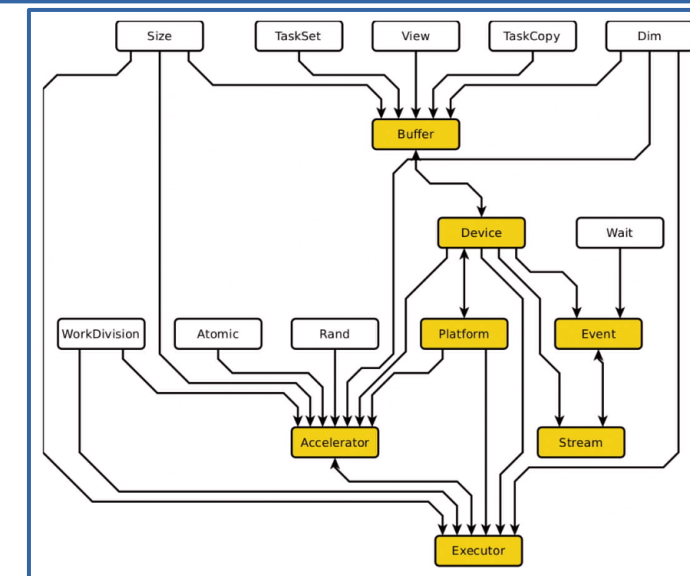 Size
TaskSet
View
TaskCopy
Dim
Buffer
Device
Wait
WorkDivision
Atomic
Rand
Platform
Event
Accelerator
Stream
Executor